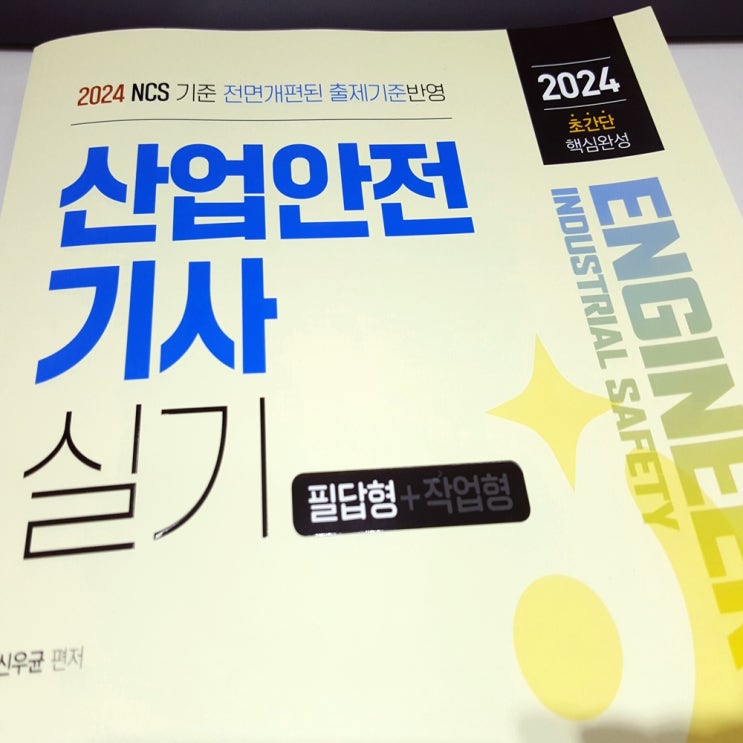 2024 NCS 기준 전면개편된 출제기준반영
2024
초간단
핵심완성
산업안전
기사
실기
필답형+작업형
ENGINEER
INDUSTRIAL SAFETY
신우균 편저